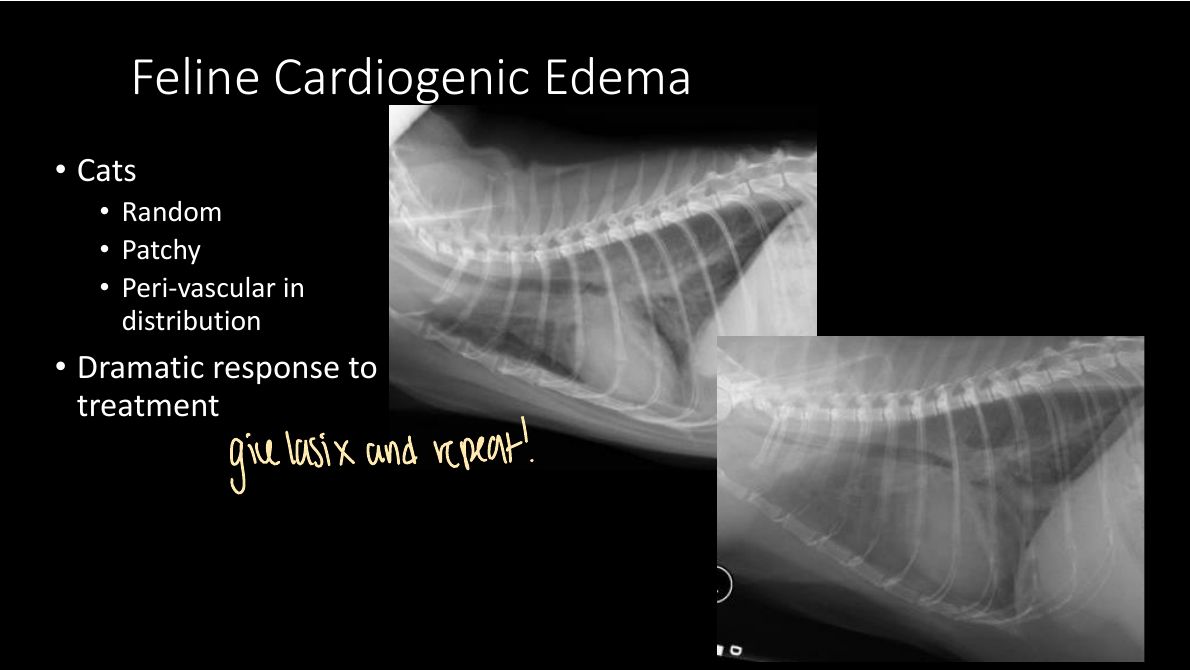 Feline Cardiogenic Edema
• Cats
• Random
• Patchy
• Peri-vascular in
distribution
• Dramatic response to
treatment
give lasix and repeat!